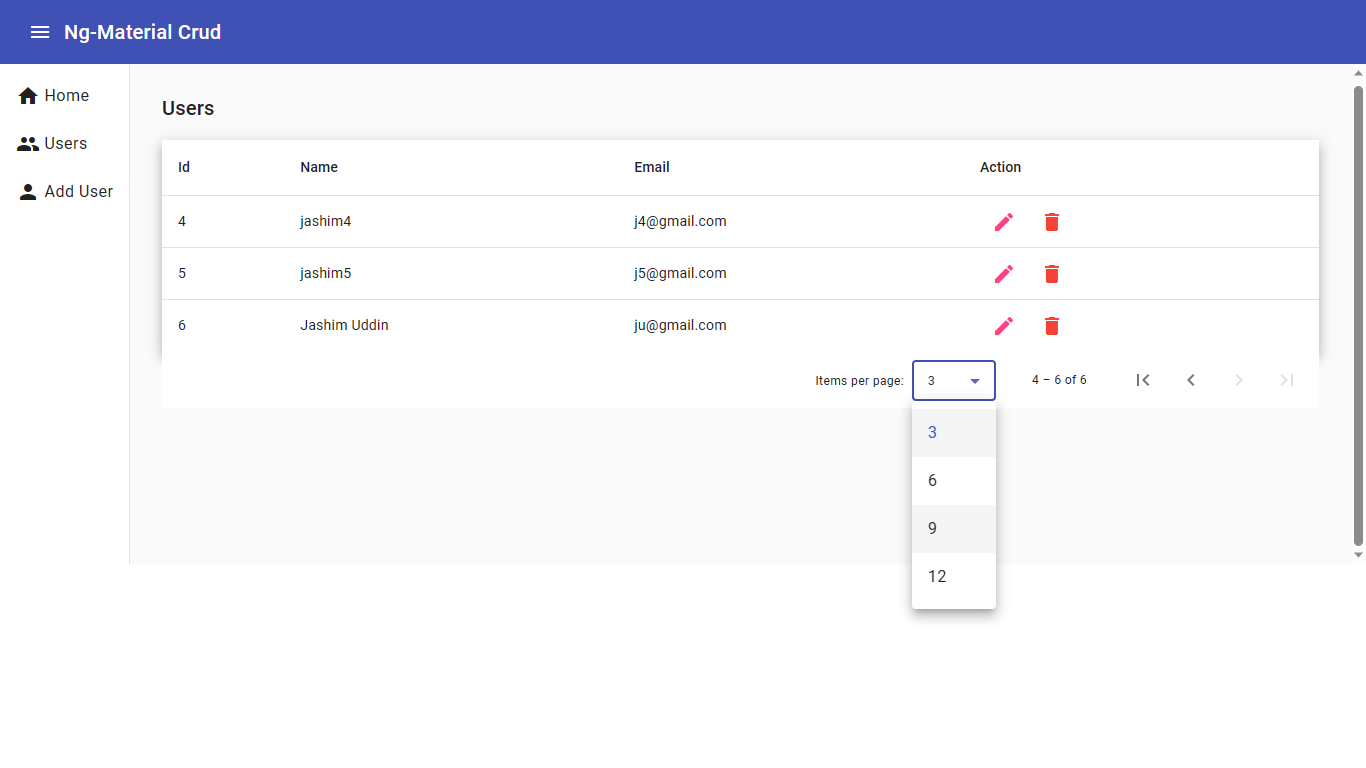 Ng-Material Crud
Home
Users
Add User
Users
Id Name Email Action
4 jashim4 j4@gmail.com
5 jashim5 j5@gmail.com
6 Jashim Uddin ju@gmail.com
Items per page: 3 4 – 6 of 6
3
6
9
12